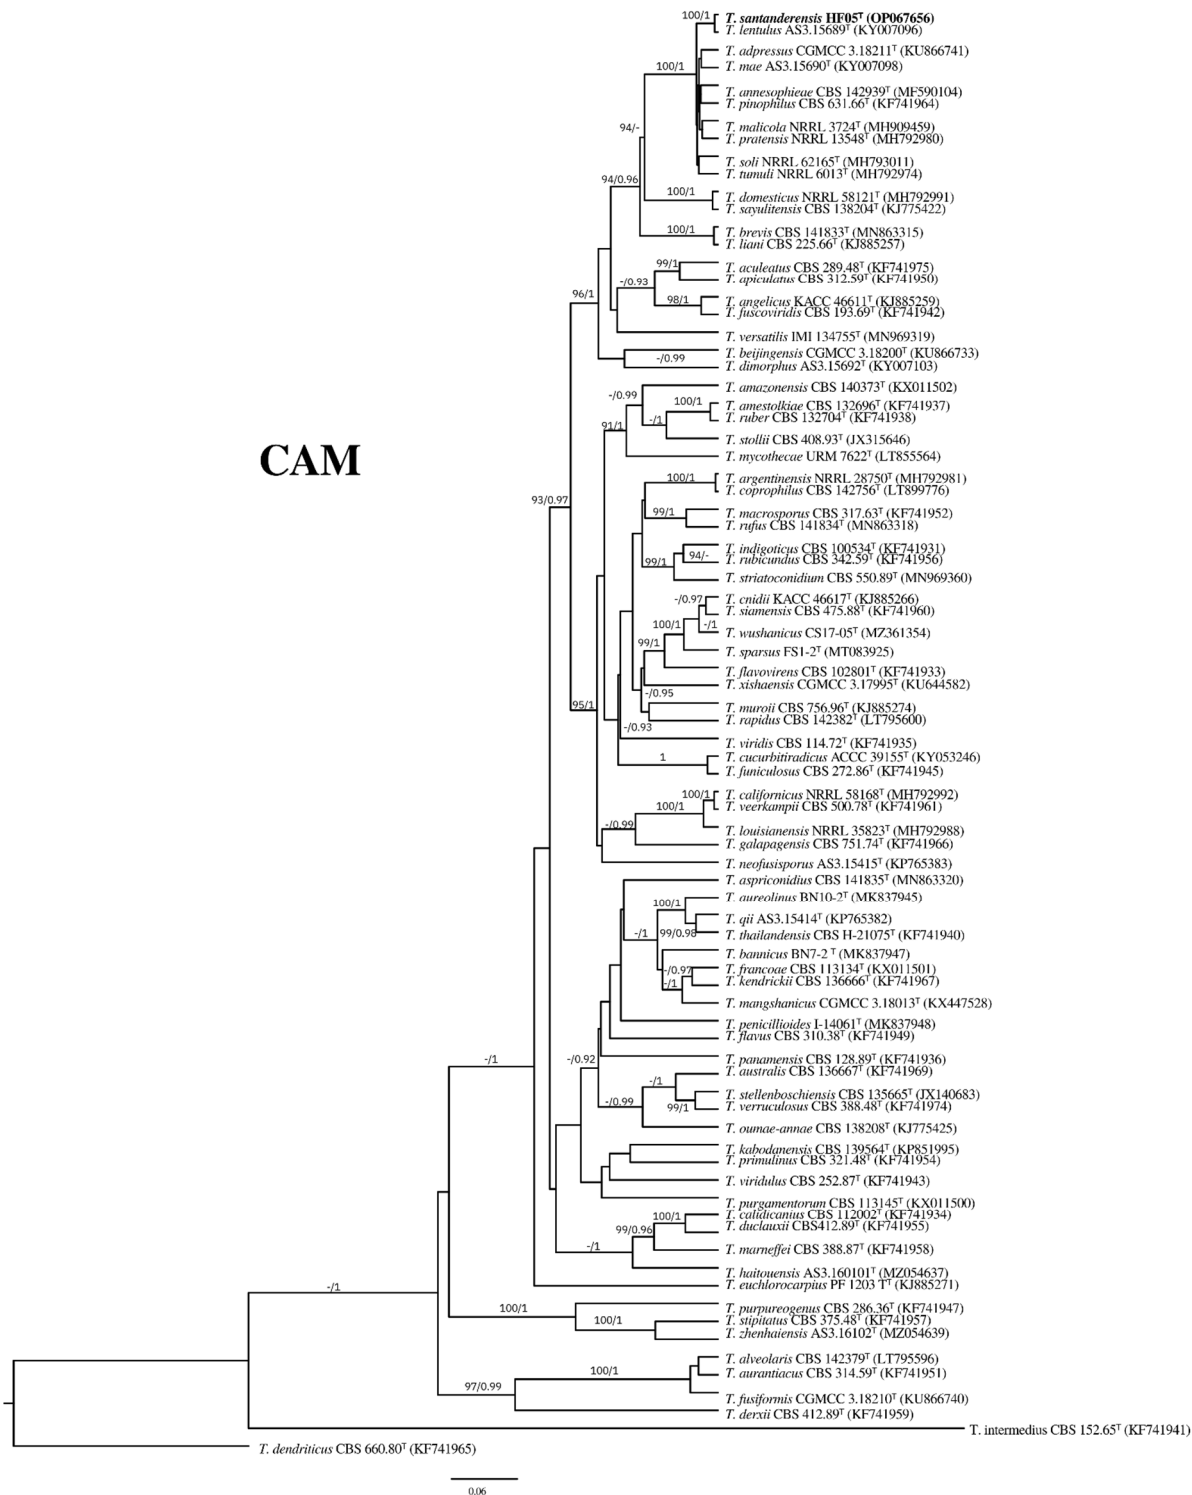 100/1
T. santanderensis HF05ᵀ (OP067656)
T. lentulus AS3.15689ᵀ (KY007096)
T. adpressus CGMCC 3.18211ᵀ (KU866741)
100/1
T. mae AS3.15690ᵀ (KY007098)
T. annesophieae CBS 142939ᵀ (MF590104)
T. pinophilus CBS 631.66ᵀ (KF741964)
94/-
T. malicola NRRL 3724ᵀ (MH909459)
T. pratensis NRRL 13548ᵀ (MH792980)
T. soli NRRL 62165ᵀ (MH793011)
T. tumuli NRRL 6013ᵀ (MH792974)
94/0.96
100/1
T. domesticus NRRL 58121ᵀ (MH792991)
T. sayulitensis CBS 138204ᵀ (KJ775422)
100/1
T. brevis CBS 141833ᵀ (MN863315)
T. liani CBS 225.66ᵀ (KJ885257)
99/1
T. aculeatus CBS 289.48ᵀ (KF741975)
T. apiculatus CBS 312.59ᵀ (KF741950)
-/0.93
96/1
98/1
T. angelicus KACC 46611ᵀ (KJ885259)
T. fuscoviridis CBS 193.69ᵀ (KF741942)
T. versatilis IMI 134755ᵀ (MN969319)
T. beijingensis CGMCC 3.18200ᵀ (KU866733)
-/0.99
T. dimorphus AS3.15692ᵀ (KY007103)
T. amazonensis CBS 140373ᵀ (KX011502)
-/0.99
100/1
T. amestolkiae CBS 132696ᵀ (KF741937)
T. ruber CBS 132704ᵀ (KF741938)
-/1
91/1
T. stollii CBS 408.93ᵀ (JX315646)
T. mycothecae URM 7622ᵀ (LT855564)
CAM
100/1
T. argentinensis NRRL 28750ᵀ (MH792981)
T. coprophilus CBS 142756ᵀ (LT899776)
93/0.97
99/1
T. macrosporus CBS 317.63ᵀ (KF741952)
T. rufus CBS 141834ᵀ (MN863318)
T. indigoticus CBS 100534ᵀ (KF741931)
94/-
T. rubicundus CBS 342.59ᵀ (KF741956)
99/1
T. striatoconidium CBS 550.89ᵀ (MN969360)
-/0.97
T. cnidii KACC 46617ᵀ (KJ885266)
T. siamensis CBS 475.88ᵀ (KF741960)
100/1
-/1
T. wushanicus CS17-05ᵀ (MZ361354)
99/1
T. sparsus FS1-2ᵀ (MT083925)
T. flavovirens CBS 102801ᵀ (KF741933)
T. xishaensis CGMCC 3.17995ᵀ (KU644582)
-/0.95
95/1
T. muroii CBS 756.96ᵀ (KJ885274)
T. rapidus CBS 142382ᵀ (LT795600)
-/0.93
T. viridis CBS 114.72ᵀ (KF741935)
1
T. cucurbitiradicus ACCC 39155ᵀ (KY053246)
T. funiculosus CBS 272.86ᵀ (KF741945)
100/1
T. californicus NRRL 58168ᵀ (MH792992)
100/1
T. veerkampii CBS 500.78ᵀ (KF741961)
-/0.99
T. louisianensis NRRL 35823ᵀ (MH792988)
T. galapagensis CBS 751.74ᵀ (KF741966)
T. neofusisporus AS3.15415ᵀ (KP765383)
T. aspriconidius CBS 141835ᵀ (MN863320)
100/1
T. aureolinus BN10-2ᵀ (MK837945)
T. qii AS3.15414ᵀ (KP765382)
-/1
99/0.98
T. thailandensis CBS H-21075ᵀ (KF741940)
T. bannicus BN7-2 ᵀ (MK837947)
-/0.97
T. francoae CBS 113134ᵀ (KX011501)
-/1
T. kendrickii CBS 136666ᵀ (KF741967)
T. mangshanicus CGMCC 3.18013ᵀ (KX447528)
T. penicillioides I-14061ᵀ (MK837948)
T. flavus CBS 310.38ᵀ (KF741949)
-/1
-/0.92
T. panamensis CBS 128.89ᵀ (KF741936)
T. australis CBS 136667ᵀ (KF741969)
-/1
T. stellenboschiensis CBS 135665ᵀ (JX140683)
-/0.99
99/1
T. verruculosus CBS 388.48ᵀ (KF741974)
T. oumae-annae CBS 138208ᵀ (KJ775425)
T. kabodanensis CBS 139564ᵀ (KP851995)
T. primulinus CBS 321.48ᵀ (KF741954)
T. viridulus CBS 252.87ᵀ (KF741943)
T. purgamentorum CBS 113145ᵀ (KX011500)
100/1
T. calidicanius CBS 112002ᵀ (KF741934)
99/0.96
T. duclauxii CBS412.89ᵀ (KF741955)
-/1
T. marneffei CBS 388.87ᵀ (KF741958)
T. haitouensis AS3.160101ᵀ (MZ054637)
-/1
T. euchlorocarpius PF 1203 Tᵀ (KJ885271)
100/1
T. purpureogenus CBS 286.36ᵀ (KF741947)
100/1
T. stipitatus CBS 375.48ᵀ (KF741957)
T. zhenhaiensis AS3.16102ᵀ (MZ054639)
T. alveolaris CBS 142379ᵀ (LT795596)
100/1
T. aurantiacus CBS 314.59ᵀ (KF741951)
97/0.99
T. fusiformis CGMCC 3.18210ᵀ (KU866740)
T. derxii CBS 412.89ᵀ (KF741959)
T. intermedius CBS 152.65ᵀ (KF741941)
T. dendriticus CBS 660.80ᵀ (KF741965)
0.06